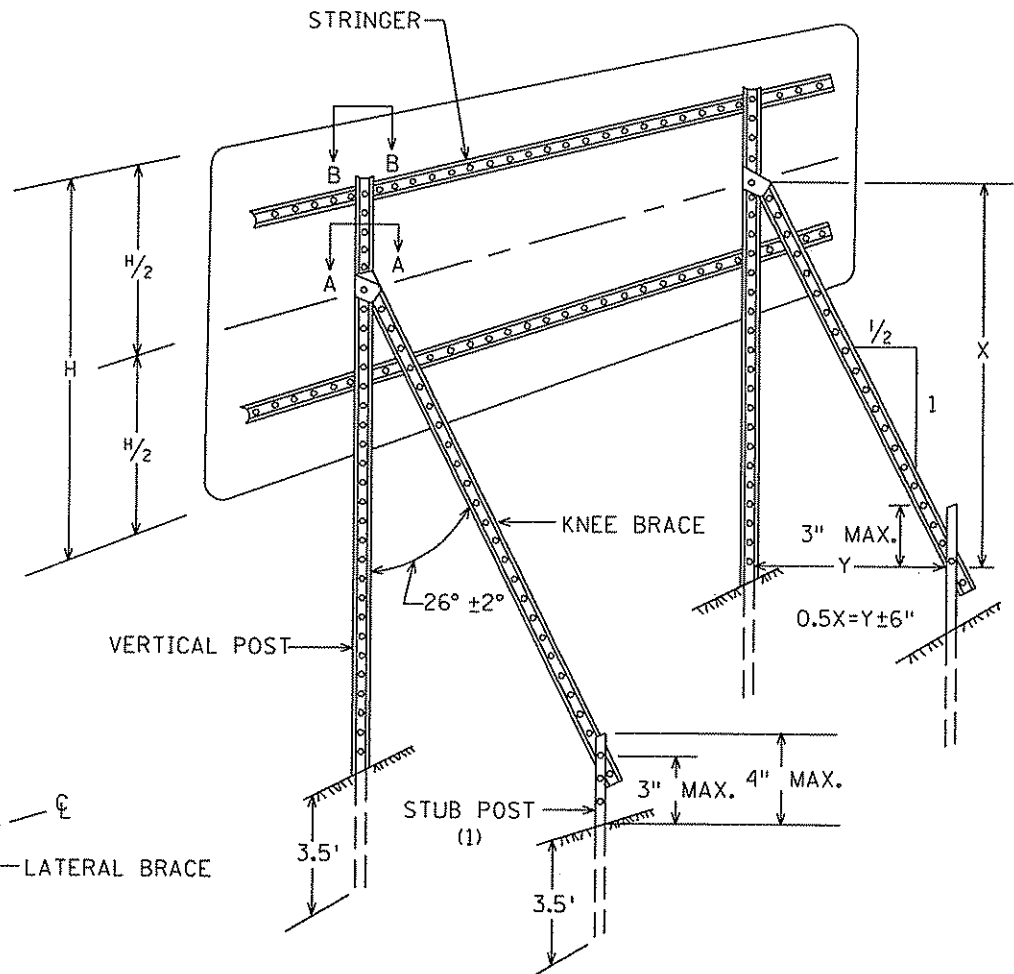 STRINGER
B
B
A
A
H/2
H
H/2
1/2
X
1
KNEE BRACE
3" MAX.
Y
26° ±2°
0.5X=Y±6"
VERTICAL POST
℄
3" MAX.
4" MAX.
STUB POST
(1)
LATERAL BRACE
3.5'
3.5'